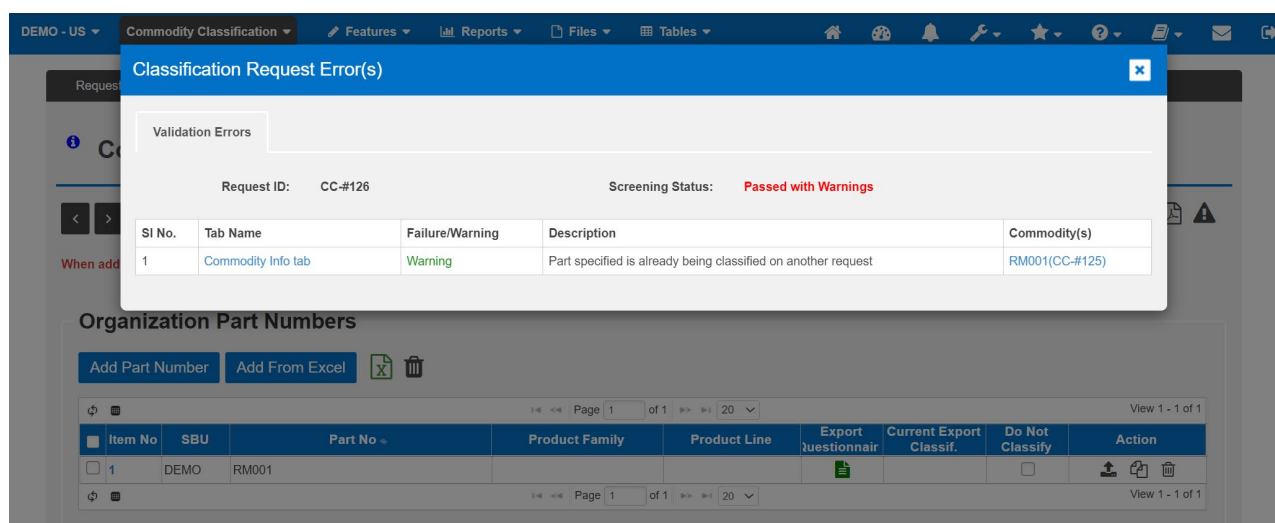 DEMO - US Commodity Classification Features Reports Files Tables
Classification Request Error(s)
Request
Validation Errors
Co
Request ID: CC-#126 Screening Status: Passed with Warnings
SI No. Tab Name Failure/Warning Description Commodity(s)
1 Commodity Info tab Warning Part specified is already being classified on another request RM001(CC-#125)
When add
Organization Part Numbers
Add Part Number Add From Excel
Page 1 of 1 20 View 1 - 1 of 1
Item No SBU Part No Product Family Product Line Export Questionnair Current Export Classif. Do Not Classify Action
1 DEMO RM001
Page 1 of 1 20 View 1 - 1 of 1